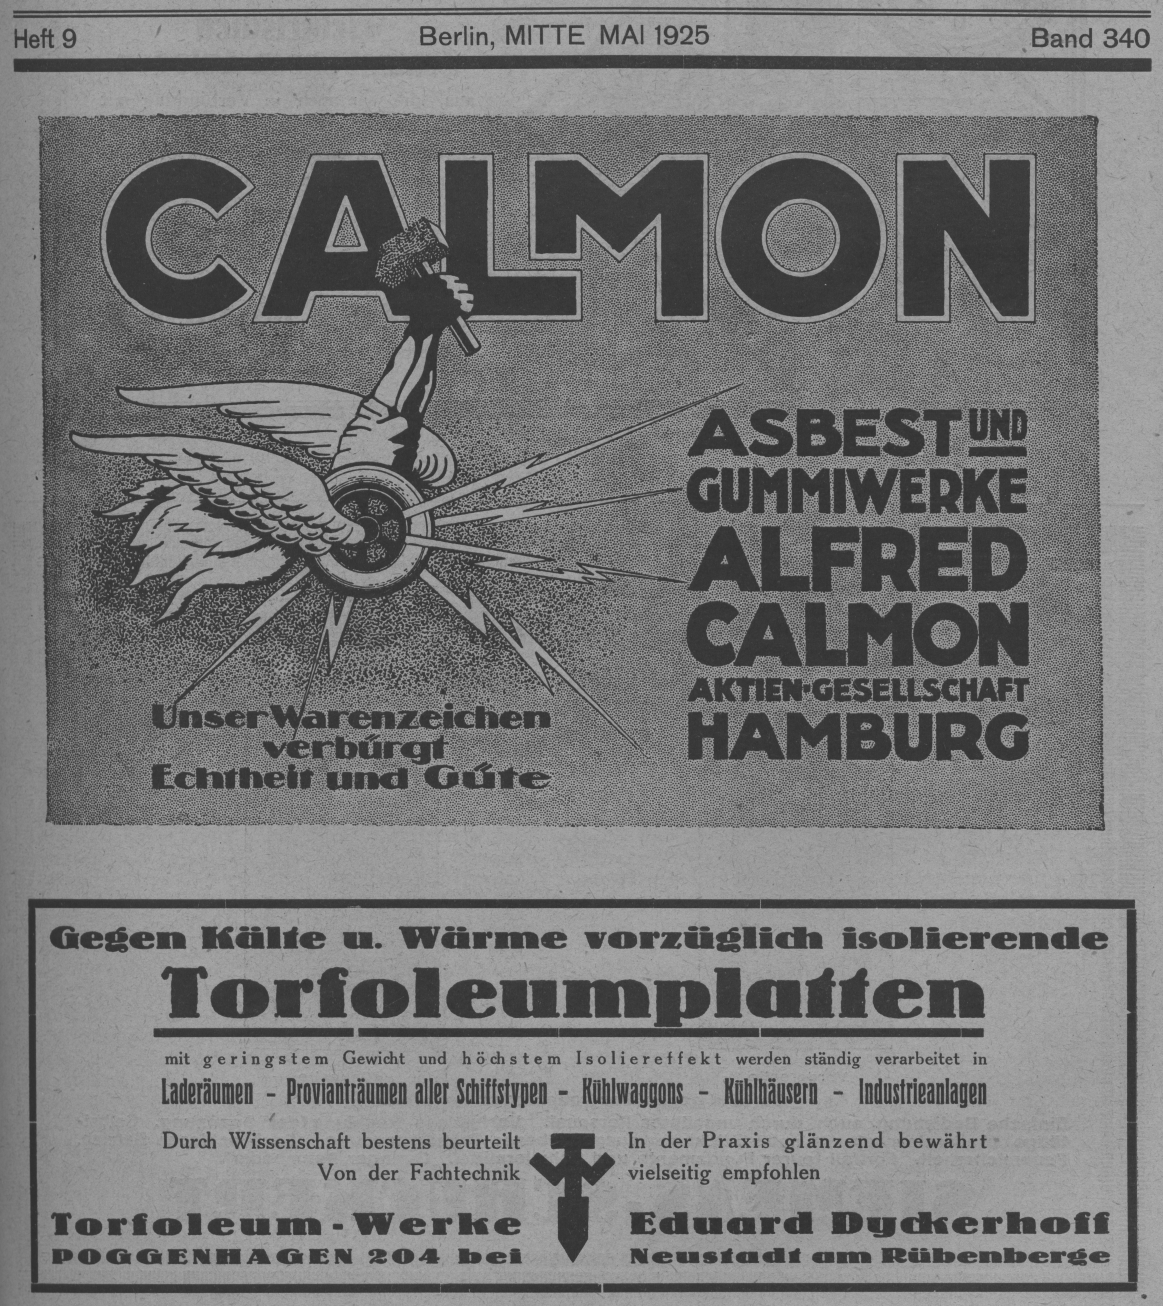 Heft 9
Berlin, MITTE MAI 1925
Band 340
CALMON
ASBEST UND
GUMMIWERKE
ALFRED
CALMON
AKTIEN-GESELLSCHAFT
HAMBURG
Unser Warenzeichen
verbürgt
Echtheit und Güte
Gegen Kälte u. Wärme vorzüglich isolierende
Torfoleumplatten
mit geringstem Gewicht und höchstem Isoliereffekt werden ständig verarbeitet in
Laderäumen – Provianträumen aller Schiffstypen – Kühlwaggons – Kühlhäusern – Industrieanlagen
Durch Wissenschaft bestens beurteilt
Von der Fachtechnik
In der Praxis glänzend bewährt
vielseitig empfohlen
Torfoleum-Werke
POGGENHAGEN 204 bei
Eduard Dyckerhoff
Neustadt am Rübenberge